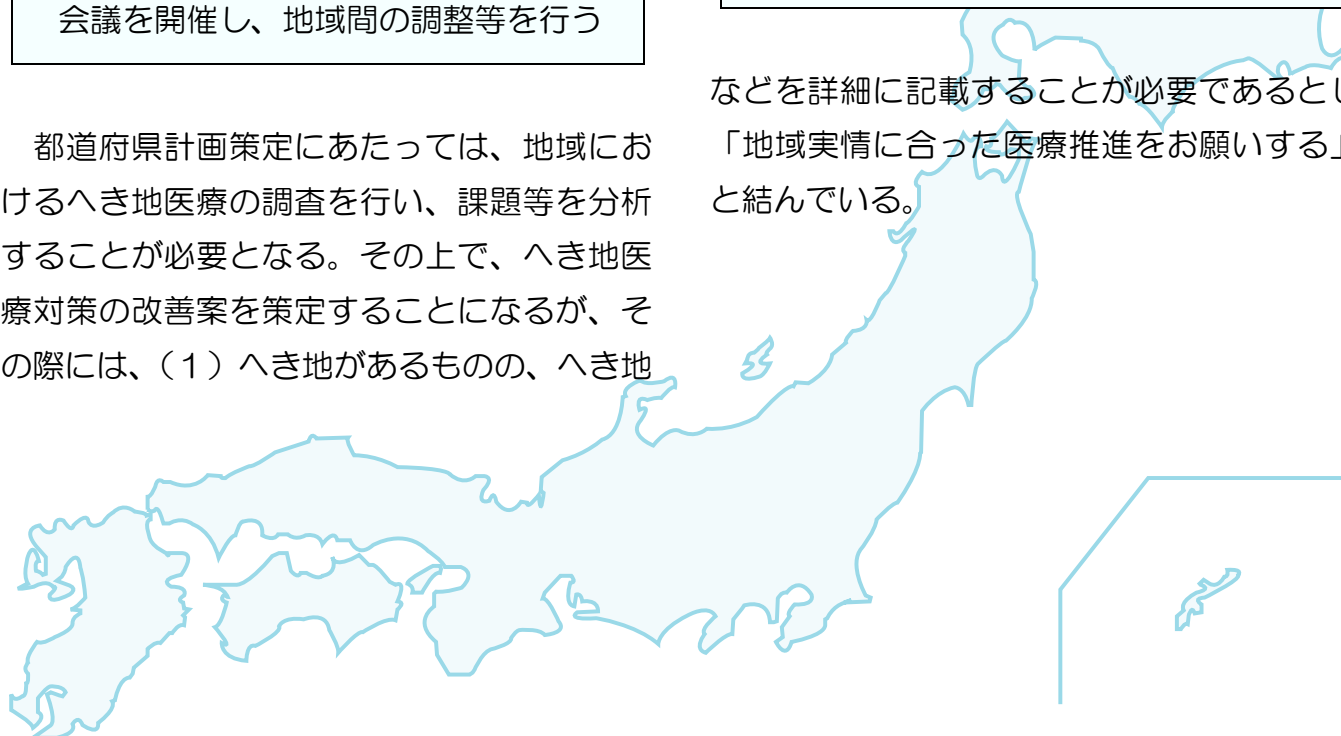 会議を開催し、地域間の調整等を行う
都道府県計画策定にあたっては、地域にお
けるへき地医療の調査を行い、課題等を分析
することが必要となる。その上で、へき地医
療対策の改善案を策定することになるが、そ
の際には、（１）へき地があるものの、へき地
などを詳細に記載することが必要であるとし
「地域実情に合った医療推進をお願いする」
と結んでいる。